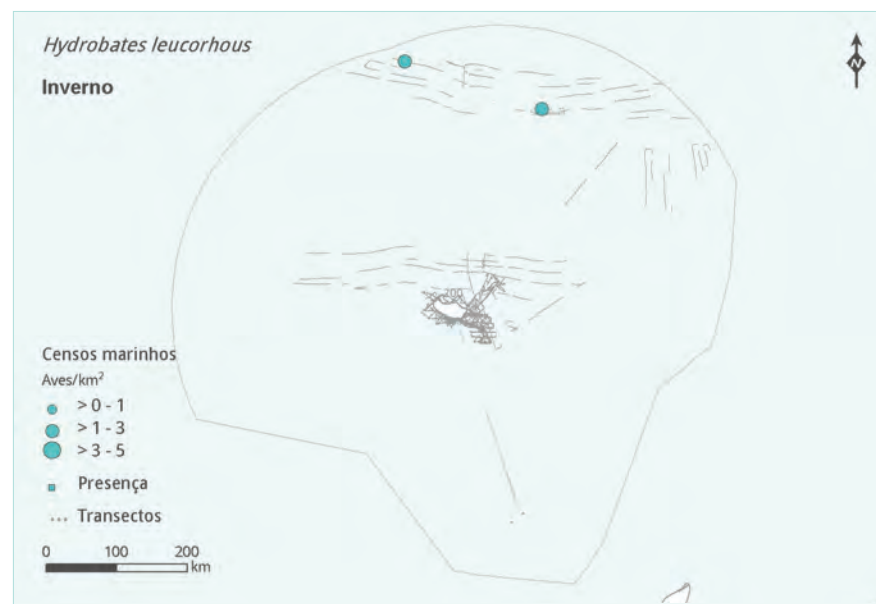 Hydrobates leucorhous
Inverno
N
200
Censos marinhos
Aves/km²
> 0 - 1
> 1 - 3
> 3 - 5
Presença
Transectos
0 100 200
km